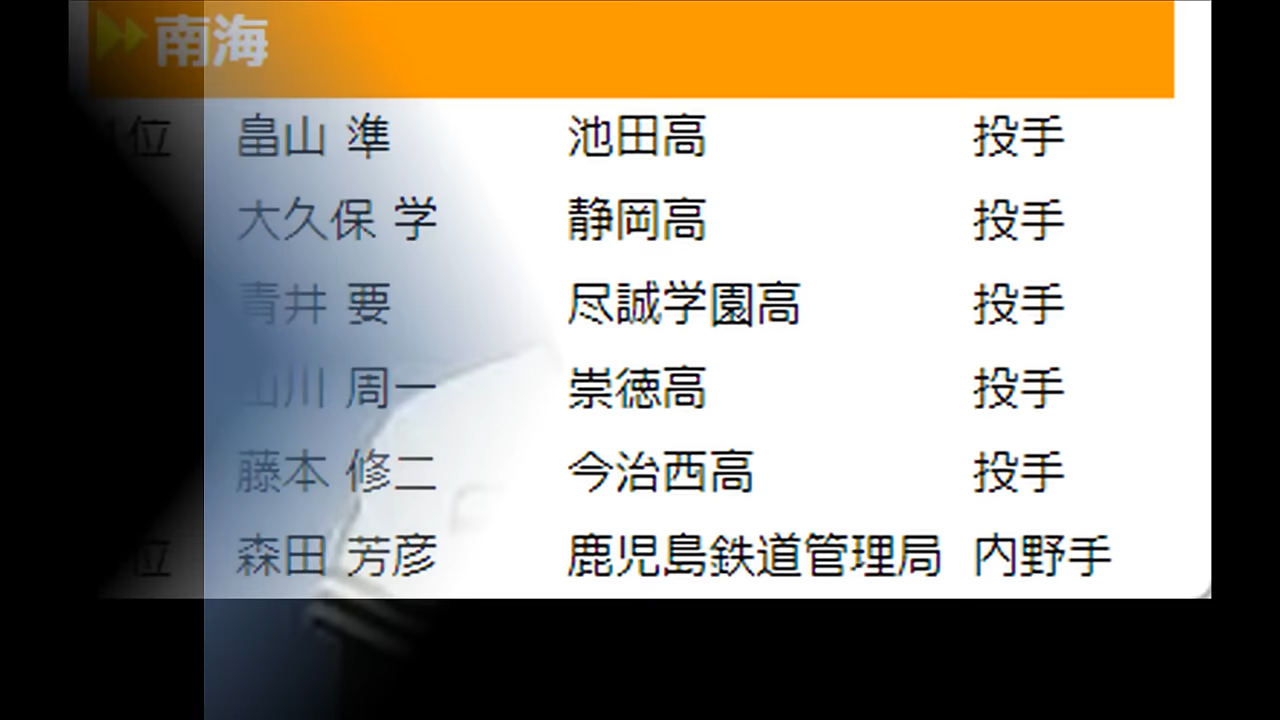 南海
位 畠山 準 池田高 投手
大久保 学 静岡高 投手
青井 要 尽誠学園高 投手
山川 周一 崇徳高 投手
藤本 修二 今治西高 投手
位 森田 芳彦 鹿児島鉄道管理局 内野手